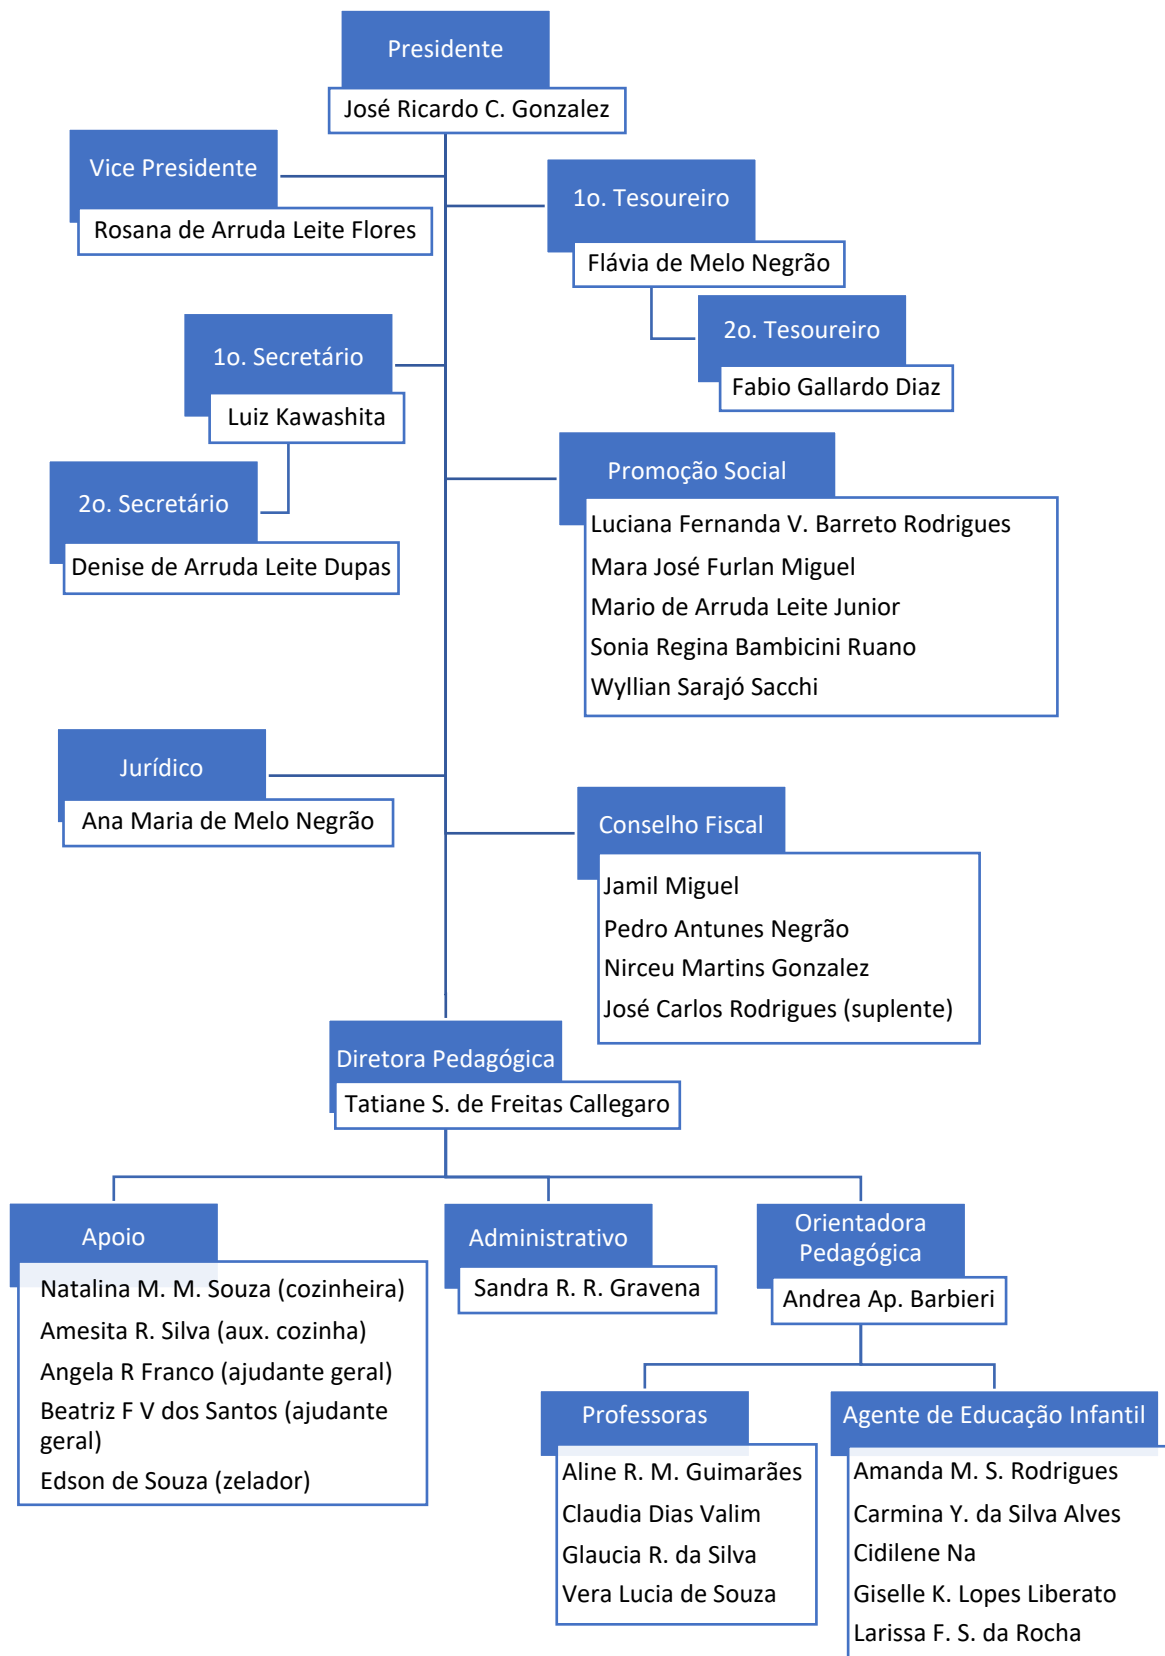 Presidente
José Ricardo C. Gonzalez
Vice Presidente
Rosana de Arruda Leite Flores
1o. Tesoureiro
Flávia de Melo Negrão
2o. Tesoureiro
Fabio Gallardo Diaz
1o. Secretário
Luiz Kawashita
2o. Secretário
Denise de Arruda Leite Dupas
Promoção Social
Luciana Fernanda V. Barreto Rodrigues
Mara José Furlan Miguel
Mario de Arruda Leite Junior
Sonia Regina Bambicini Ruano
Wyllian Sarajó Sacchi
Jurídico
Ana Maria de Melo Negrão
Conselho Fiscal
Jamil Miguel
Pedro Antunes Negrão
Nirceu Martins Gonzalez
José Carlos Rodrigues (suplente)
Diretora Pedagógica
Tatiane S. de Freitas Callegaro
Apoio
Natalina M. M. Souza (cozinheira)
Amesita R. Silva (aux. cozinha)
Angela R Franco (ajudante geral)
Beatriz F V dos Santos (ajudante
geral)
Edson de Souza (zelador)
Administrativo
Sandra R. R. Gravena
Orientadora
Pedagógica
Andrea Ap. Barbieri
Professoras
Aline R. M. Guimarães
Claudia Dias Valim
Glaucia R. da Silva
Vera Lucia de Souza
Agente de Educação Infantil
Amanda M. S. Rodrigues
Carmina Y. da Silva Alves
Cidilene Na
Giselle K. Lopes Liberato
Larissa F. S. da Rocha